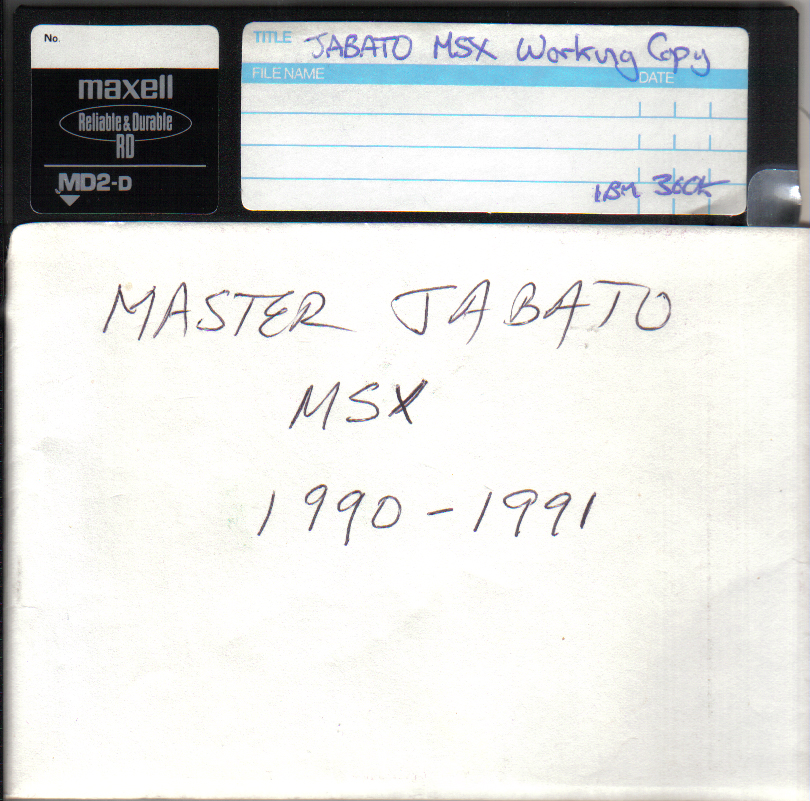 No.
maxell
Reliable & Durable
RD
MD2-D
TITLE JABATO MSX Working Copy
FILE NAME DATE
IBM 360K
MASTER JABATO
MSX
1990-1991